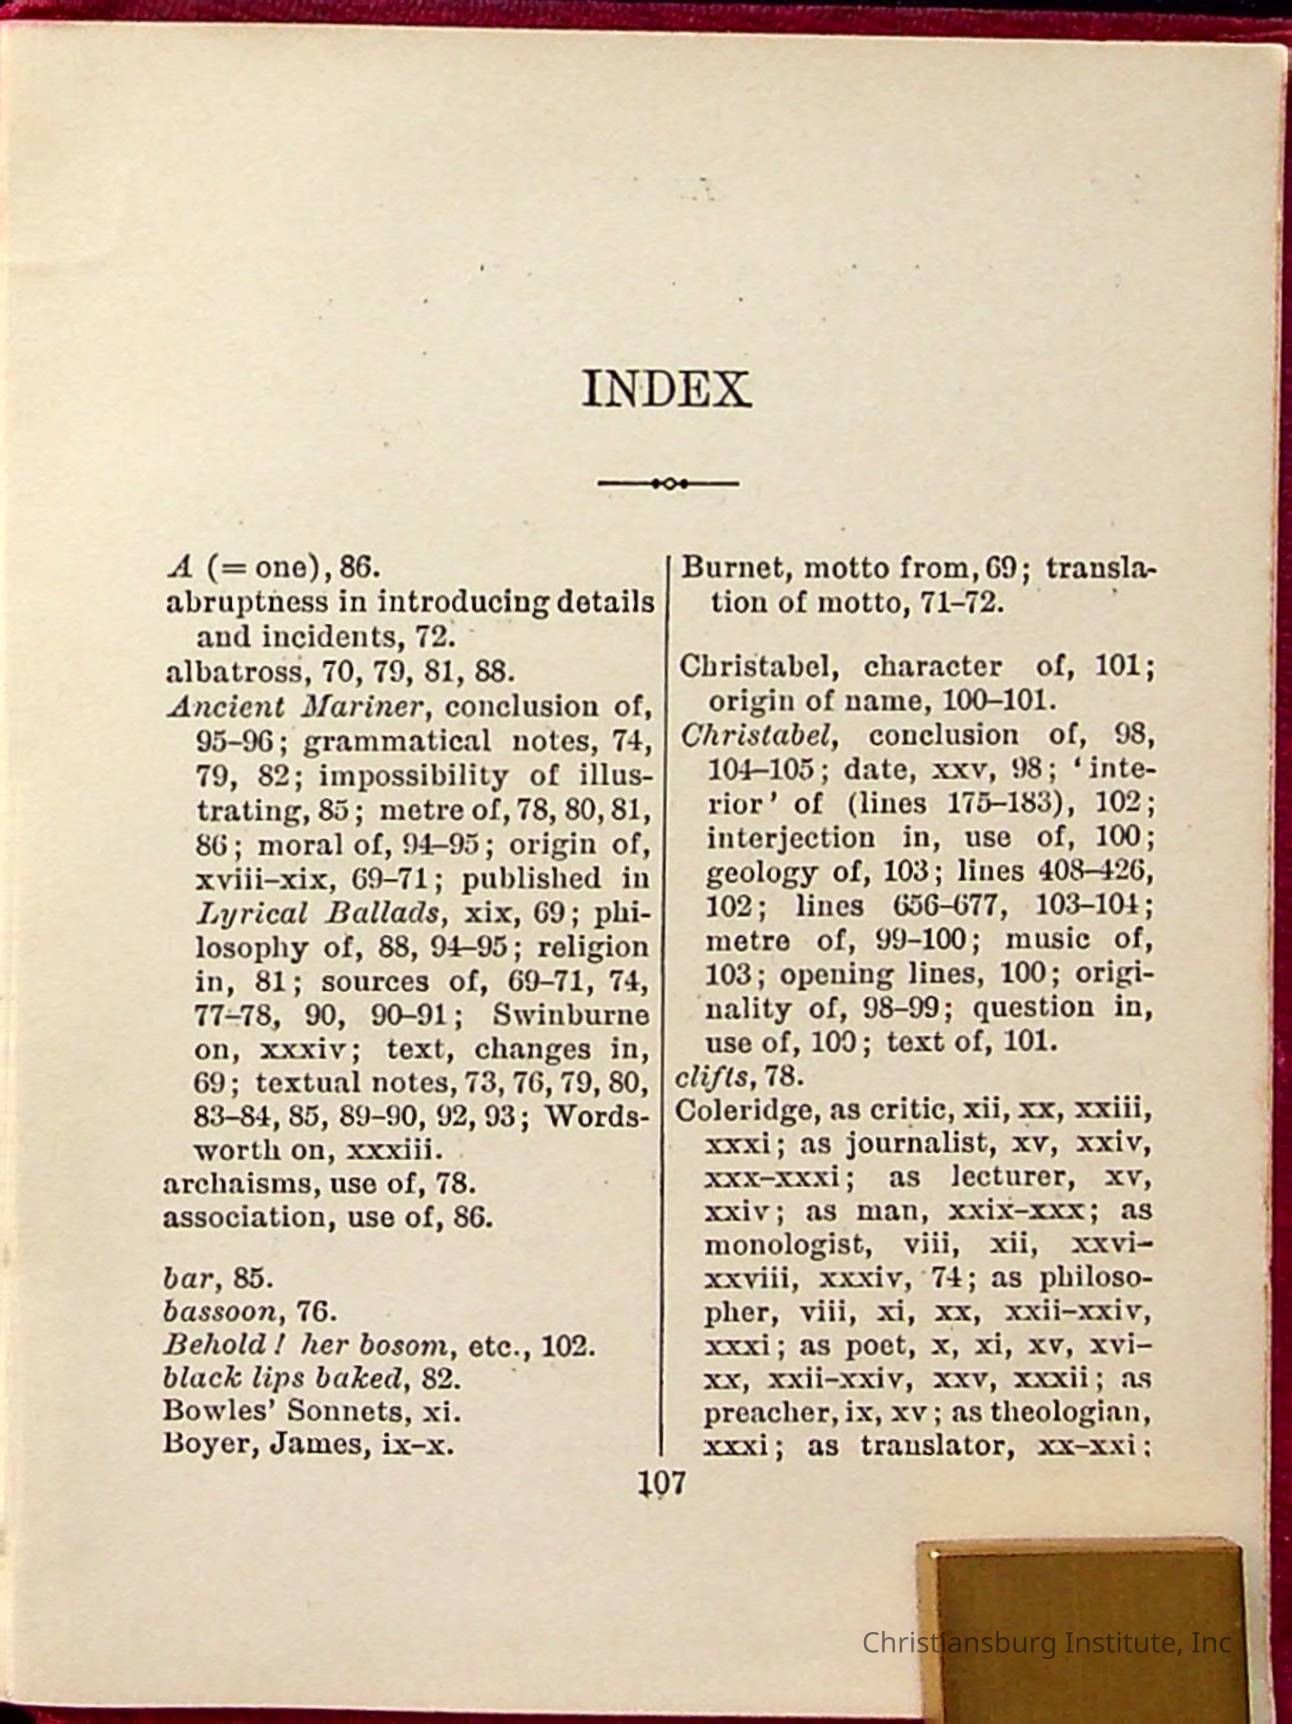 INDEX
A (= one), 86.
abruptness in introducing details
and incidents, 72.
albatross, 70, 79, 81, 88.
Ancient Mariner, conclusion of,
95–96; grammatical notes, 74,
79, 82; impossibility of illus-
trating, 85; metre of, 78, 80, 81,
86; moral of, 94–95; origin of,
xviii–xix, 69–71; published in
Lyrical Ballads, xix, 69; phi-
losophy of, 88, 94–95; religion
in, 81; sources of, 69–71, 74,
77–78, 90, 90–91; Swinburne
on, xxxiv; text, changes in,
69; textual notes, 73, 76, 79, 80,
83–84, 85, 89–90, 92, 93; Words-
worth on, xxxiii.
archaisms, use of, 78.
association, use of, 86.
bar, 85.
bassoon, 76.
Behold! her bosom, etc., 102.
black lips baked, 82.
Bowles' Sonnets, xi.
Boyer, James, ix–x.
Burnet, motto from, 69; transla-
tion of motto, 71–72.
Christabel, character of, 101;
origin of name, 100–101.
Christabel, conclusion of, 98,
104–105; date, xxv, 98; 'inte-
rior' of (lines 175–183), 102;
interjection in, use of, 100;
geology of, 103; lines 408–426,
102; lines 656–677, 103–104;
metre of, 99–100; music of,
103; opening lines, 100; origi-
nality of, 98–99; question in,
use of, 100; text of, 101.
clifts, 78.
Coleridge, as critic, xii, xx, xxiii,
xxxi; as journalist, xv, xxiv,
xxx–xxxi; as lecturer, xv,
xxiv; as man, xxix–xxx; as
monologist, viii, xii, xxvi–
xxviii, xxxiv, 74; as philoso-
pher, viii, xi, xx, xxii–xxiv,
xxxi; as poet, x, xi, xv, xvi–
xx, xxii–xxiv, xxv, xxxii; as
preacher, ix, xv; as theologian,
xxxi; as translator, xx–xxi;
107
Christiansburg Institute, Inc